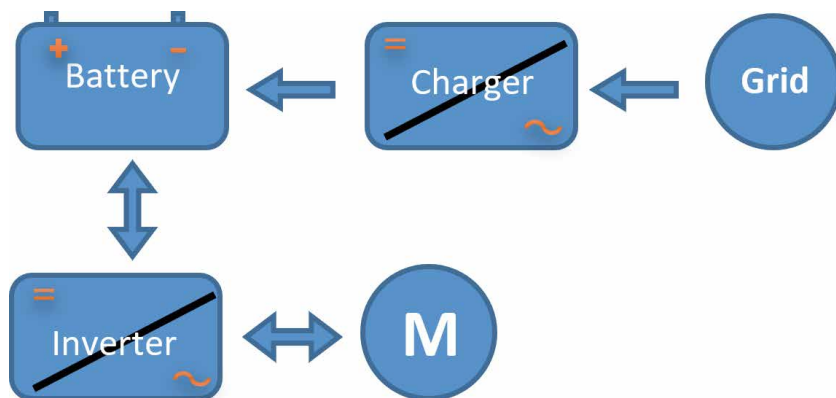 = 
+ -
Battery
Charger
Grid
~
=
Inverter
M
~